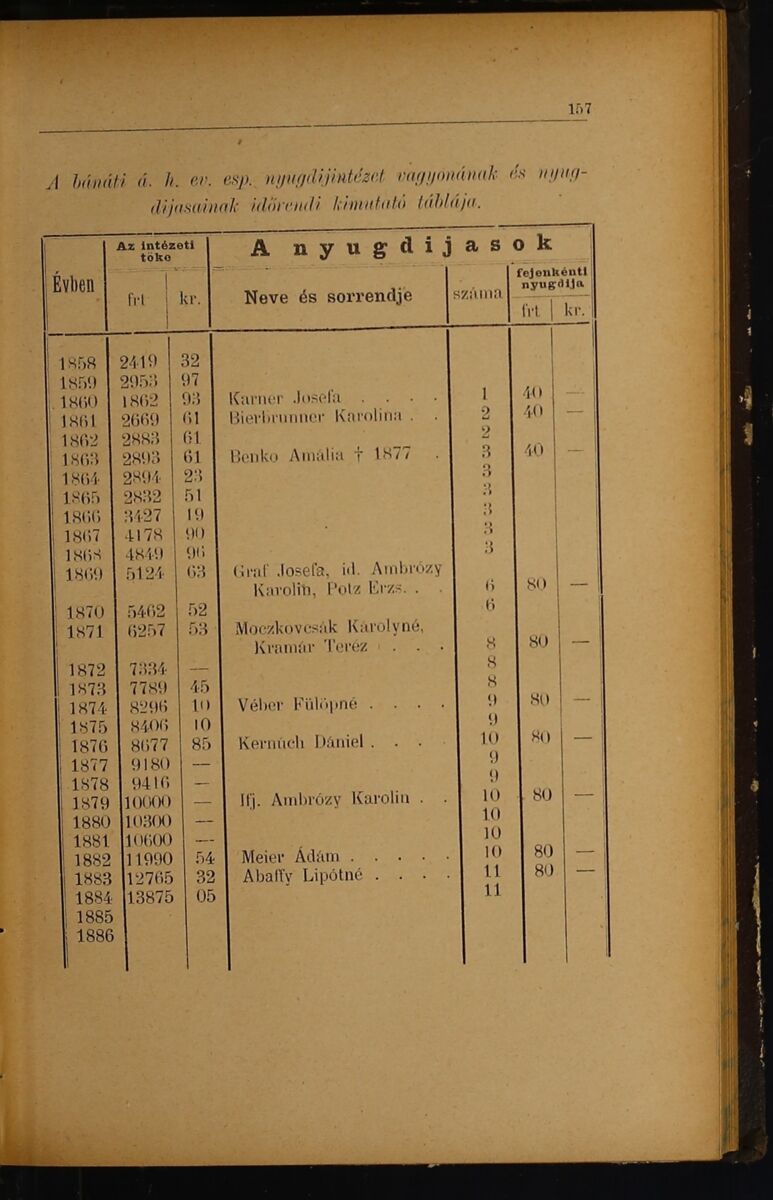 157
A bánáti á. h. ev. esp. nyugdijintézet vagyonának és nyug-
dijasainak időrendi kimutató táblája.
Évben
Az intézeti
tőke
A nyugdijasok
frt kr.
Neve és sorrendje
száma
fejenkénti
nyugdija
frt kr.
1858 2419 32
1859 2953 97
1860 1862 93 Karner Josefa . . . . 1 40 —
1861 2669 61 Bierbrunner Karolina . . 2 40 —
1862 2883 61 2
1863 2893 61 Benko Amália † 1877 . 3 40 —
1864 2894 23 3
1865 2832 51 3
1866 3427 19 3
1867 4178 90 3
1868 4849 96 3
1869 5124 63 Graf Josefa, id. Ambrózy
Karolin, Potz Erzs. . . 6 80 —
1870 5462 52 6
1871 6257 53 Moczkovcsák Károlyné,
Kramár Teréz . . . 8 80 —
1872 7334 — 8
1873 7789 45 8
1874 8296 10 Véber Fülöpné . . . . 9 80 —
1875 8406 10 9
1876 8677 85 Kernúch Dániel . . . . 10 80 —
1877 9180 — 9
1878 9416 — 9
1879 10000 — Ifj. Ambrózy Karolin . . 10 80 —
1880 10300 — 10
1881 10600 — 10
1882 11990 54 Meier Ádám . . . . . 10 80 —
1883 12765 32 Abaffy Lipótné . . . . 11 80 —
1884 13875 05 11
1885
1886